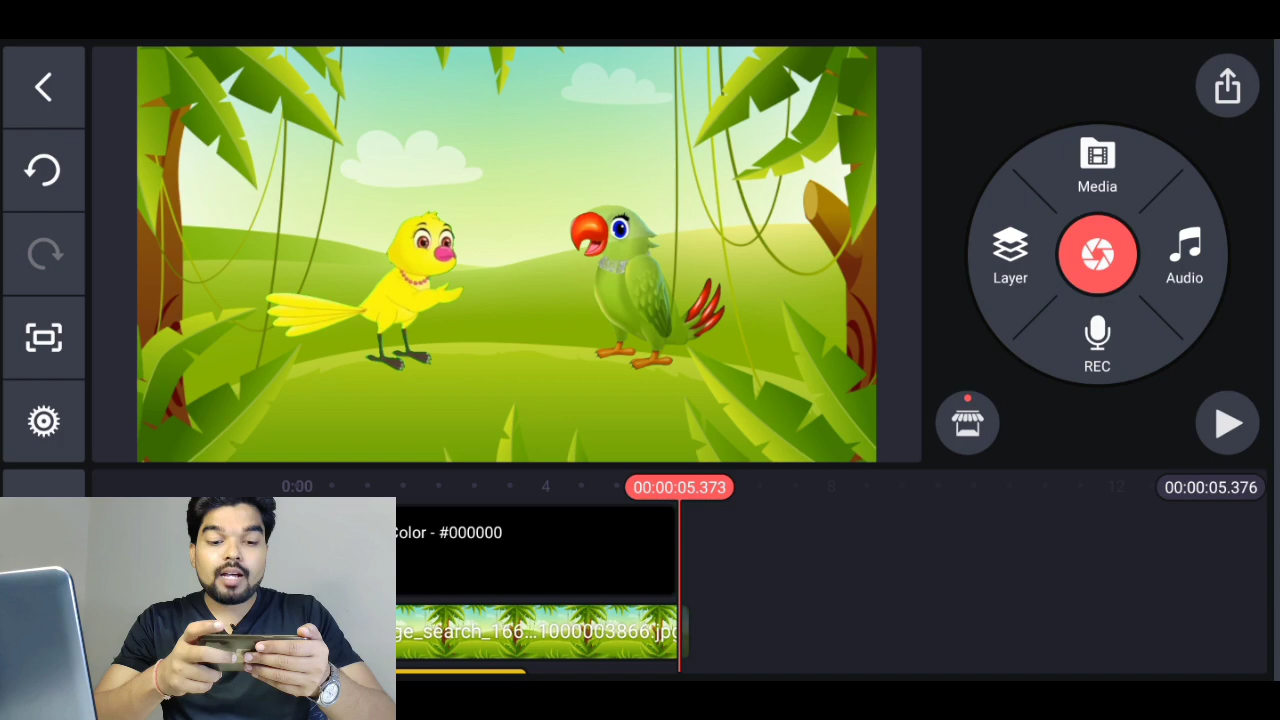 Media
Layer
Audio
REC
0:00
4
00:00:05.373
8
12
00:00:05.376
Color - #000000
ge_search_166...1000003866.jpg